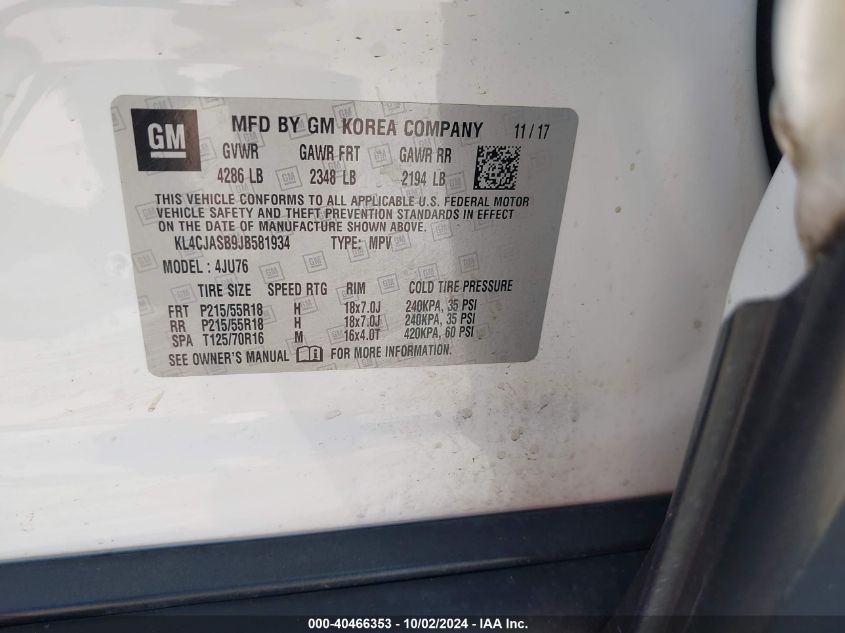 GM MFD BY GM KOREA COMPANY 11/17
GVWR GAWR FRT GAWR RR
4286 LB 2348 LB 2194 LB
THIS VEHICLE CONFORMS TO ALL APPLICABLE U.S. FEDERAL MOTOR
VEHICLE SAFETY AND THEFT PREVENTION STANDARDS IN EFFECT
ON THE DATE OF MANUFACTURE SHOWN ABOVE.
KL4CJASB9JB581934 TYPE: MPV
MODEL: 4JU76
TIRE SIZE SPEED RTG RIM COLD TIRE PRESSURE
FRT P215/55R18 H 18x7.0J 240KPA, 35 PSI
RR P215/55R18 H 18x7.0J 240KPA, 35 PSI
SPA T125/70R16 M 16x4.0T 420KPA, 60 PSI
SEE OWNER'S MANUAL FOR MORE INFORMATION.
000-40466353 - 10/02/2024 - IAA Inc.